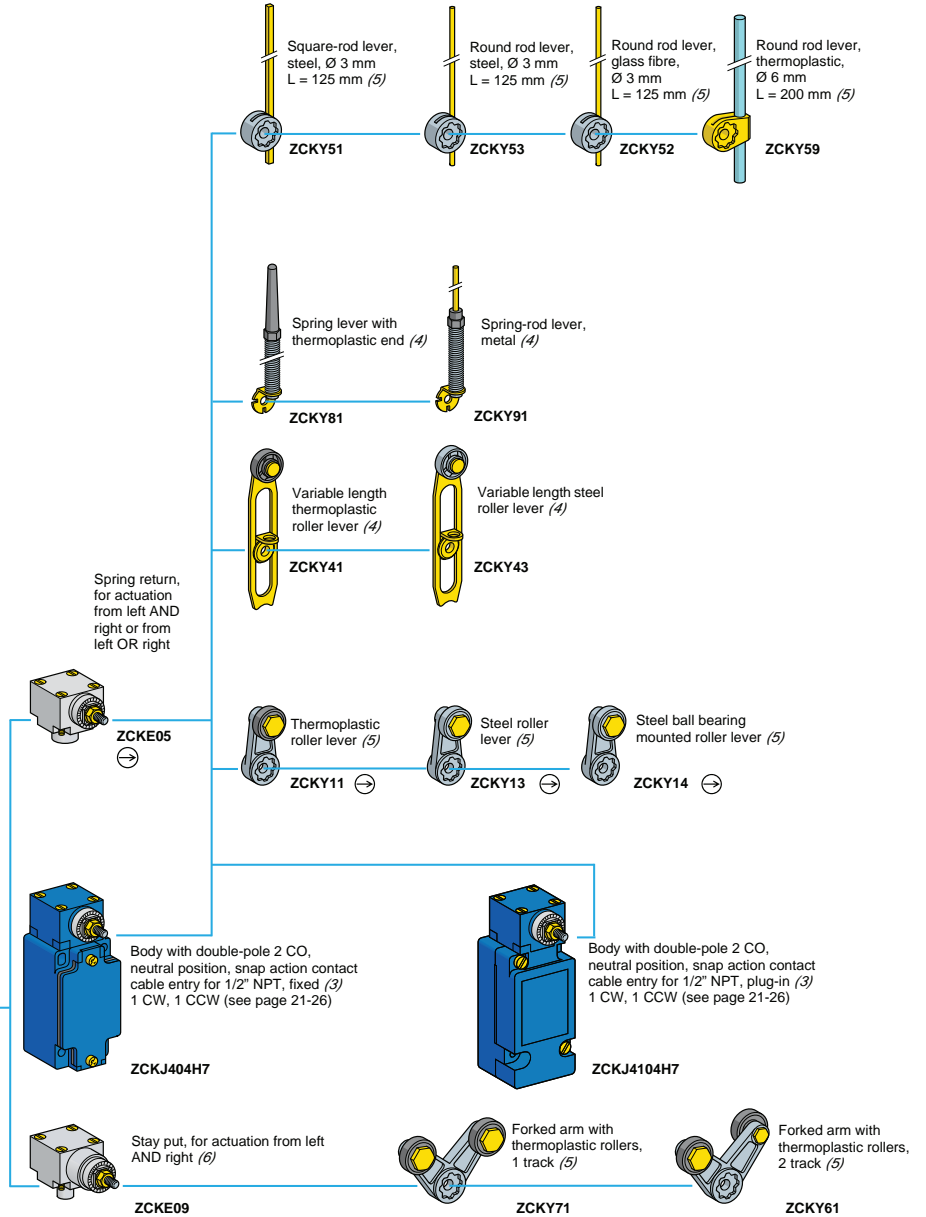 Square-rod lever,
steel, Ø 3 mm
L = 125 mm (5)
ZCKY51
Round rod lever,
steel, Ø 3 mm
L = 125 mm (5)
ZCKY53
Round rod lever,
glass fibre,
Ø 3 mm
L = 125 mm (5)
ZCKY52
Round rod lever,
thermoplastic,
Ø 6 mm
L = 200 mm (5)
ZCKY59
Spring lever with
thermoplastic end (4)
ZCKY81
Spring-rod lever,
metal (4)
ZCKY91
Variable length
thermoplastic
roller lever (4)
ZCKY41
Variable length steel
roller lever (4)
ZCKY43
Spring return,
for actuation
from left AND
right or from
left OR right
ZCKE05
Thermoplastic
roller lever (5)
ZCKY11
Steel roller
lever (5)
ZCKY13
Steel ball bearing
mounted roller lever (5)
ZCKY14
Body with double-pole 2 CO,
neutral position, snap action contact
cable entry for 1/2” NPT, fixed (3)
1 CW, 1 CCW (see page 21-26)
ZCKJ404H7
Body with double-pole 2 CO,
neutral position, snap action contact
cable entry for 1/2” NPT, plug-in (3)
1 CW, 1 CCW (see page 21-26)
ZCKJ4104H7
Stay put, for actuation from left
AND right (6)
ZCKE09
Forked arm with
thermoplastic rollers,
1 track (5)
ZCKY71
Forked arm with
thermoplastic rollers,
2 track (5)
ZCKY61